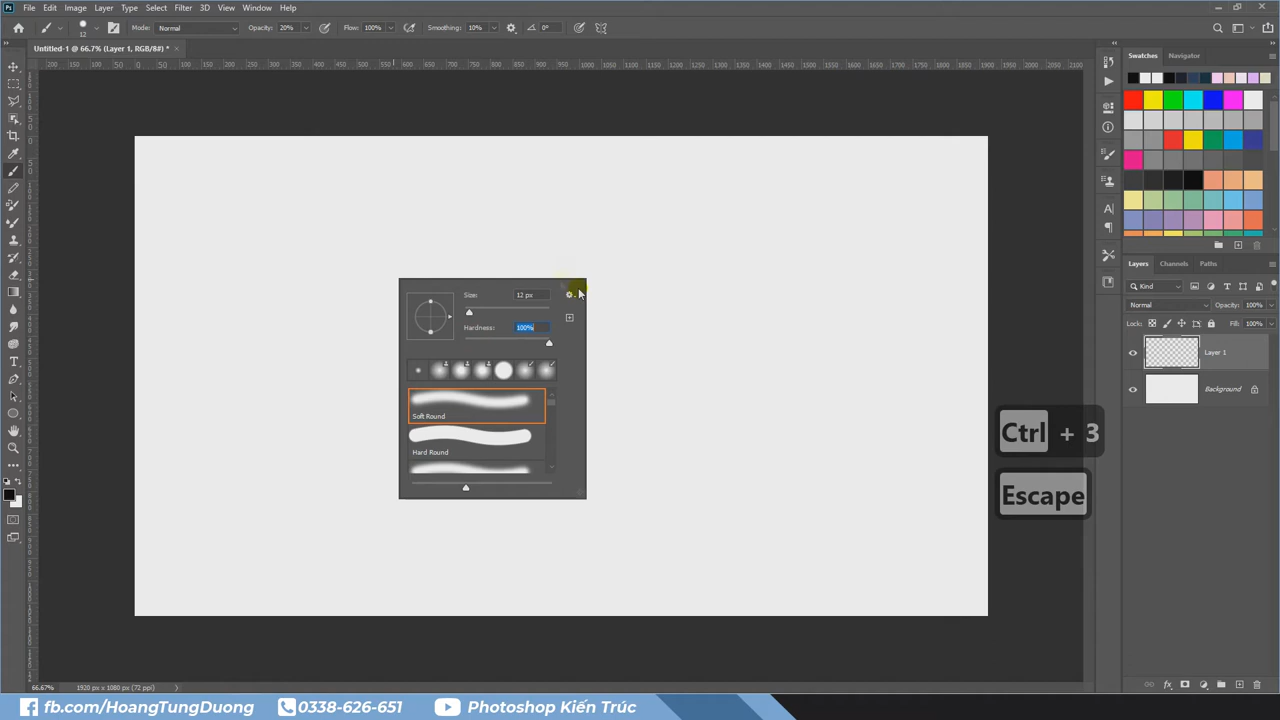 File Edit Image Layer Type Select Filter 3D View Window Help
12 Mode: Normal Opacity: 20% Flow: 100% Smoothing: 10% 0°
Untitled-1 @ 66.7% (Layer 1, RGB/8#) * ×
Swatches Navigator
Size: 12 px
Hardness: 100%
Soft Round
Hard Round
Layers Channels Paths
Kind
Normal Opacity: 100%
Lock: Fill: 100%
Layer 1
Background
Ctrl + 3
Escape
66.67% 1920 px x 1080 px (72 ppi)
fb.com/HoangTungDuong 0338-626-651 Photoshop Kiến Trúc